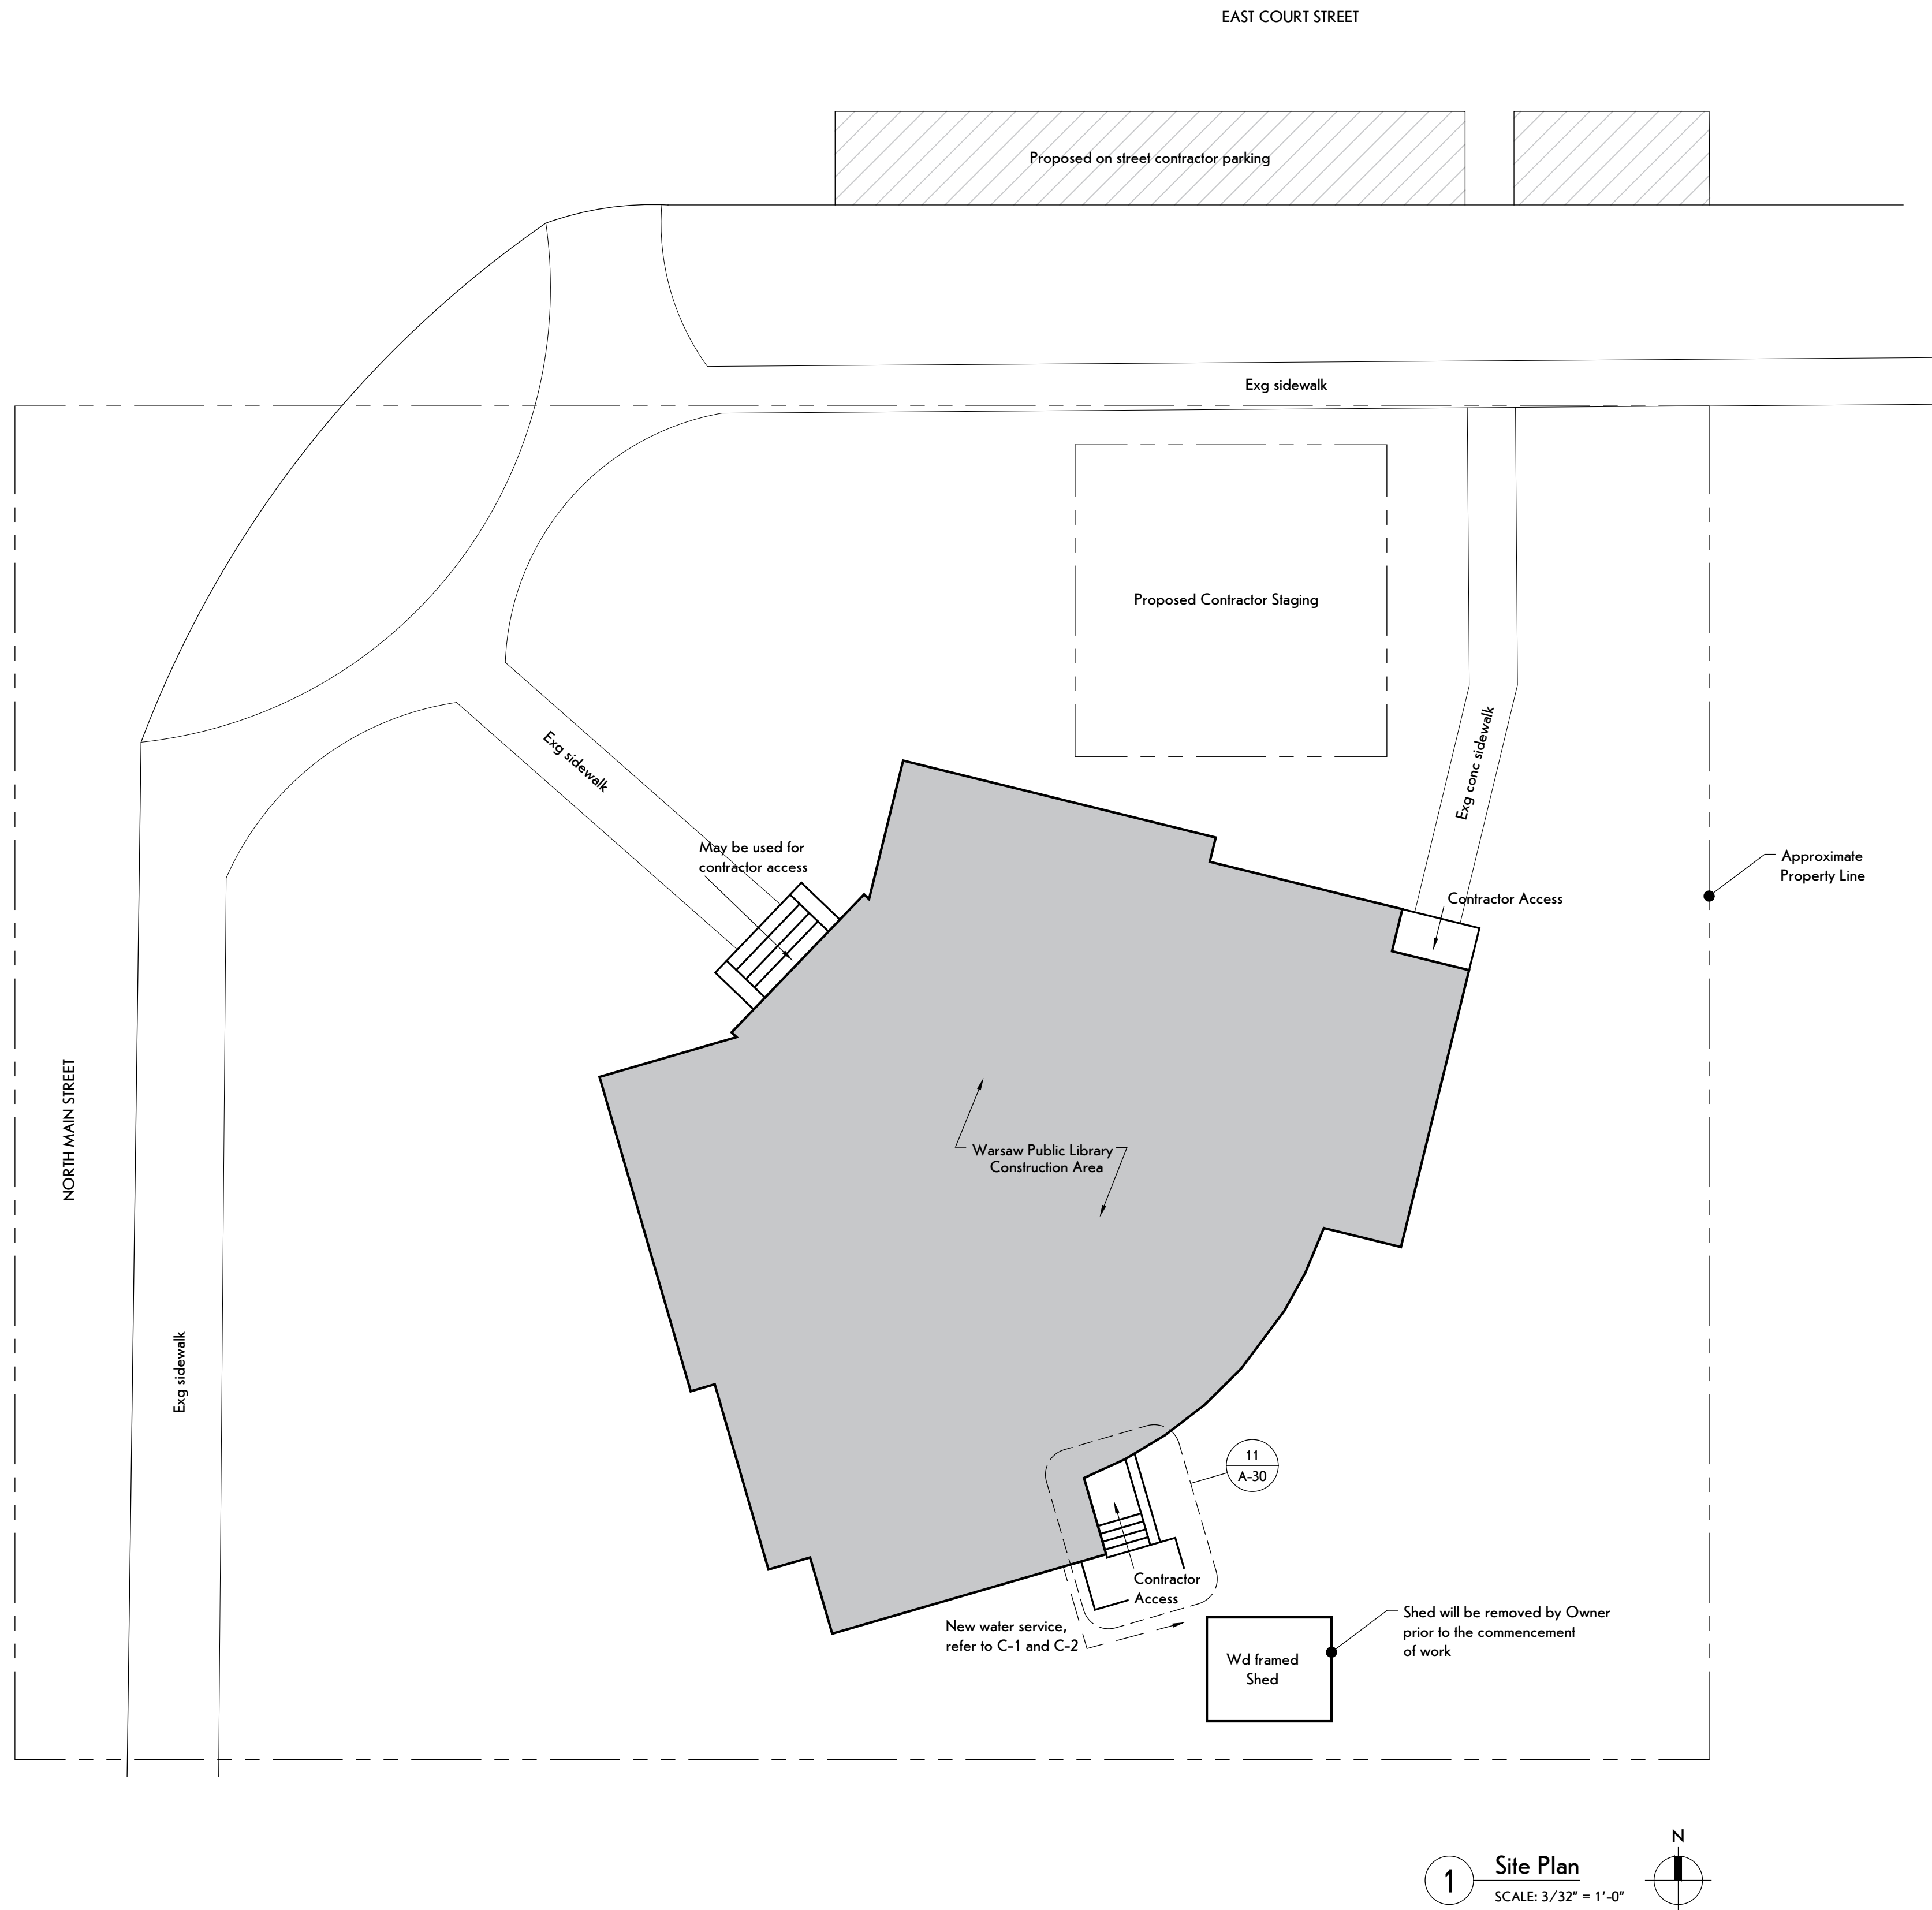 EAST COURT STREET
Proposed on street contractor parking
Exg sidewalk
Proposed Contractor Staging
Exg sidewalk
Exg conc sidewalk
May be used for
contractor access
Approximate
Property Line
Contractor Access
NORTH MAIN STREET
Warsaw Public Library
Construction Area
Exg sidewalk
11
A-30
Contractor
Access
New water service,
refer to C-1 and C-2
Shed will be removed by Owner
prior to the commencement
of work
Wd framed
Shed
N
1
Site Plan
SCALE: 3/32" = 1'-0"